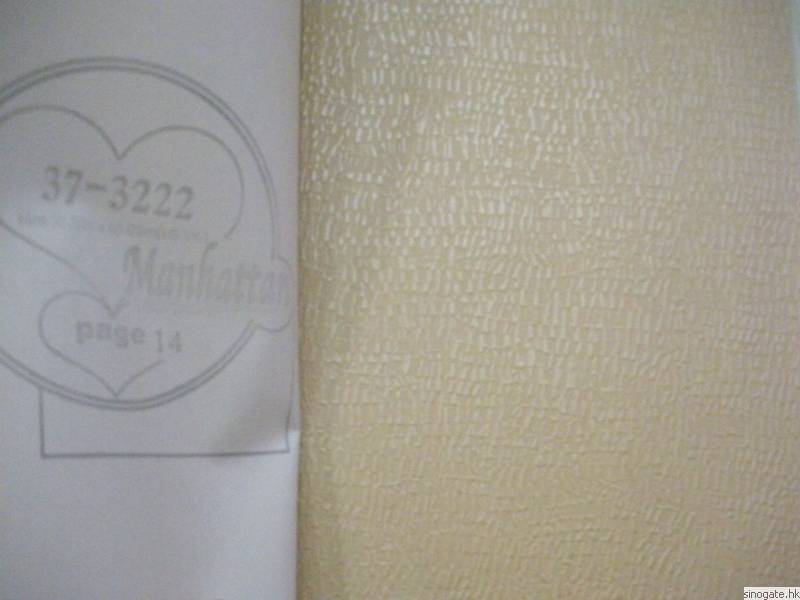 37-3222
Manhattan
page 14
sinogate.hk